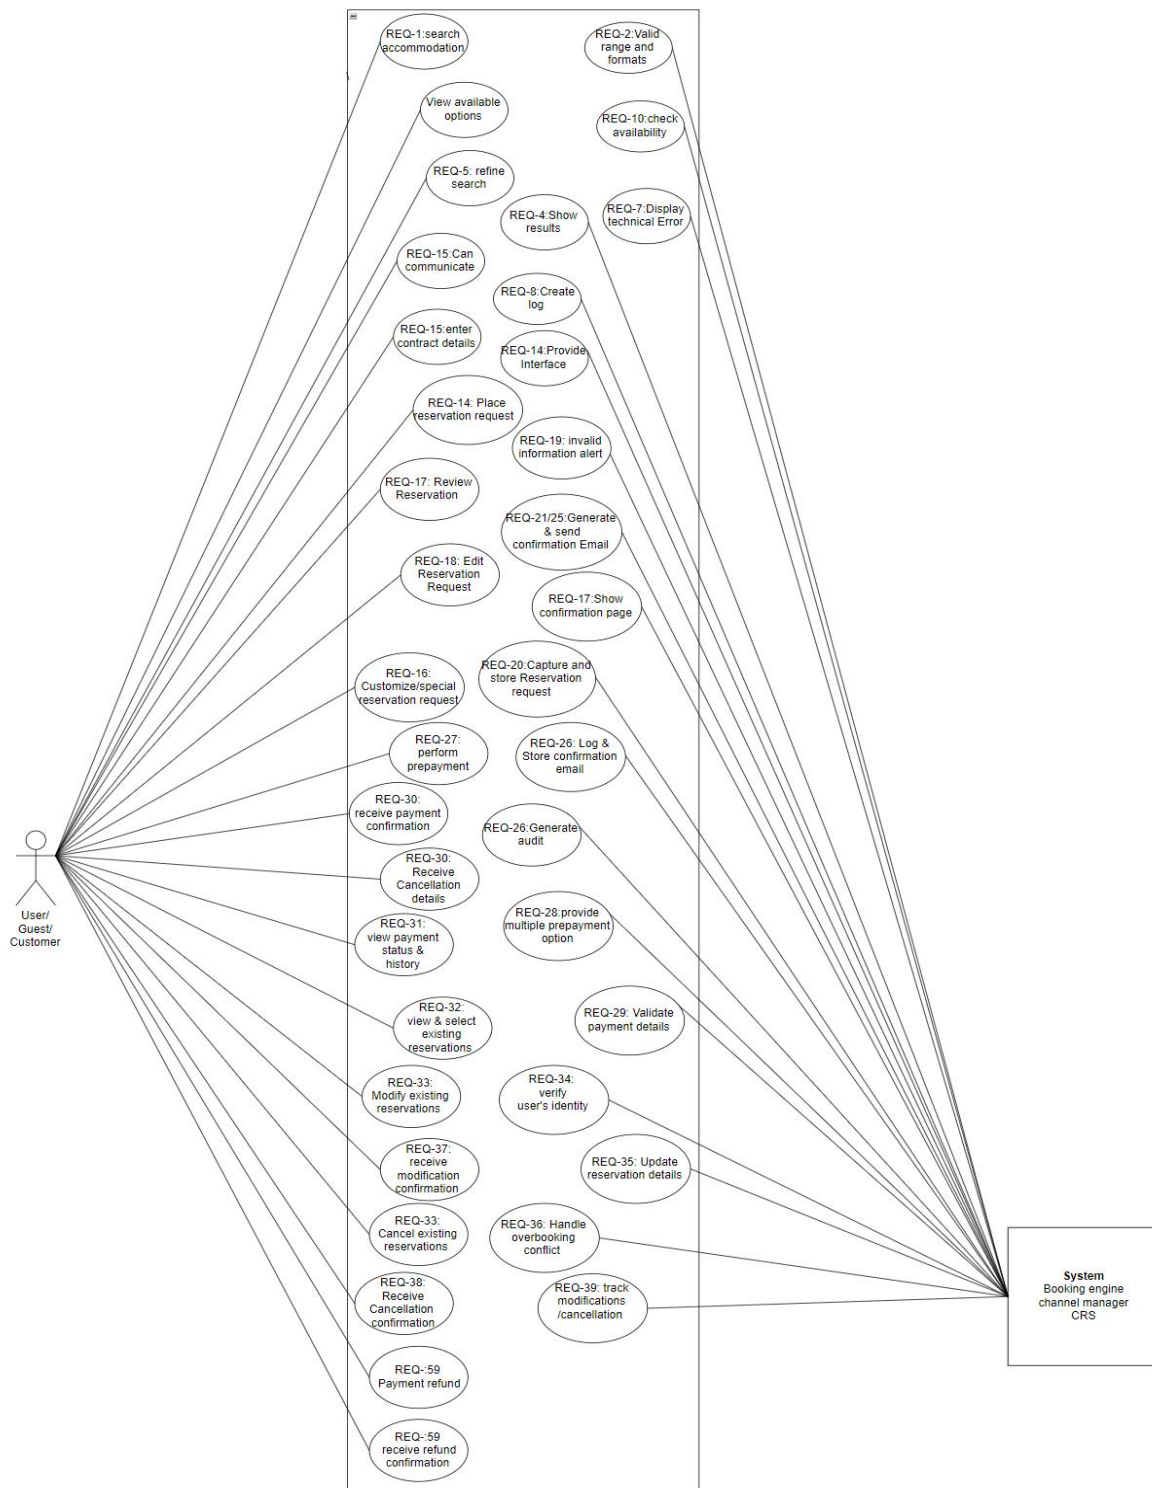 REQ-1:search
accommodation
View available
options
REQ-5: refine
search
REQ-15:Can
communicate
REQ-15:enter
contract details
REQ-14: Place
reservation request
REQ-17: Review
Reservation
REQ-18: Edit
Reservation
Request
REQ-16:
Customize/special
reservation request
REQ-27:
perform
prepayment
REQ-30:
receive payment
confirmation
REQ-30:
Receive
Cancellation
details
REQ-31:
view payment
status &
history
REQ-32:
view & select
existing
reservations
REQ-33:
Modify existing
reservations
REQ-37:
receive
modification
confirmation
REQ-33:
Cancel existing
reservations
REQ-38:
Receive
Cancellation
confirmation
REQ-:59
Payment refund
REQ-:59
receive refund
confirmation
REQ-2:Valid
range and
formats
REQ-10:check
availability
REQ-7:Display
technical Error
REQ-4:Show
results
REQ-8:Create
log
REQ-14:Provide
Interface
REQ-19: invalid
information alert
REQ-21/25:Generate
& send
confirmation Email
REQ-17:Show
confirmation page
REQ-20:Capture and
store Reservation
request
REQ-26: Log &
Store confirmation
email
REQ-26:Generate
audit
REQ-28:provide
multiple prepayment
option
REQ-29: Validate
payment details
REQ-34:
verify
user's identity
REQ-35: Update
reservation details
REQ-36: Handle
overbooking
conflict
REQ-39: track
modifications
/cancellation
User/
Guest/
Customer
System
Booking engine
channel manager
CRS